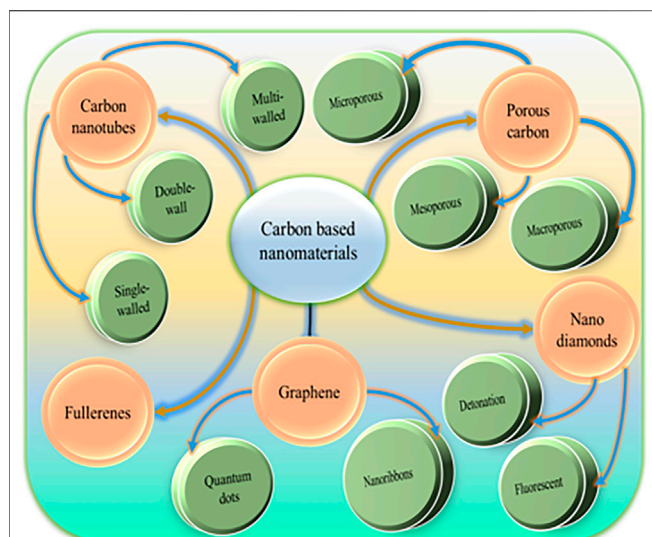 Carbon
nanotubes
Multi-
walled
Microporous
Porous
carbon
Double-
wall
Mesoporous
Macroporous
Carbon based
nanomaterials
Single-
walled
Nano
diamonds
Fullerenes
Graphene
Detonation
Quantum
dots
Nanoribbons
Fluorescent